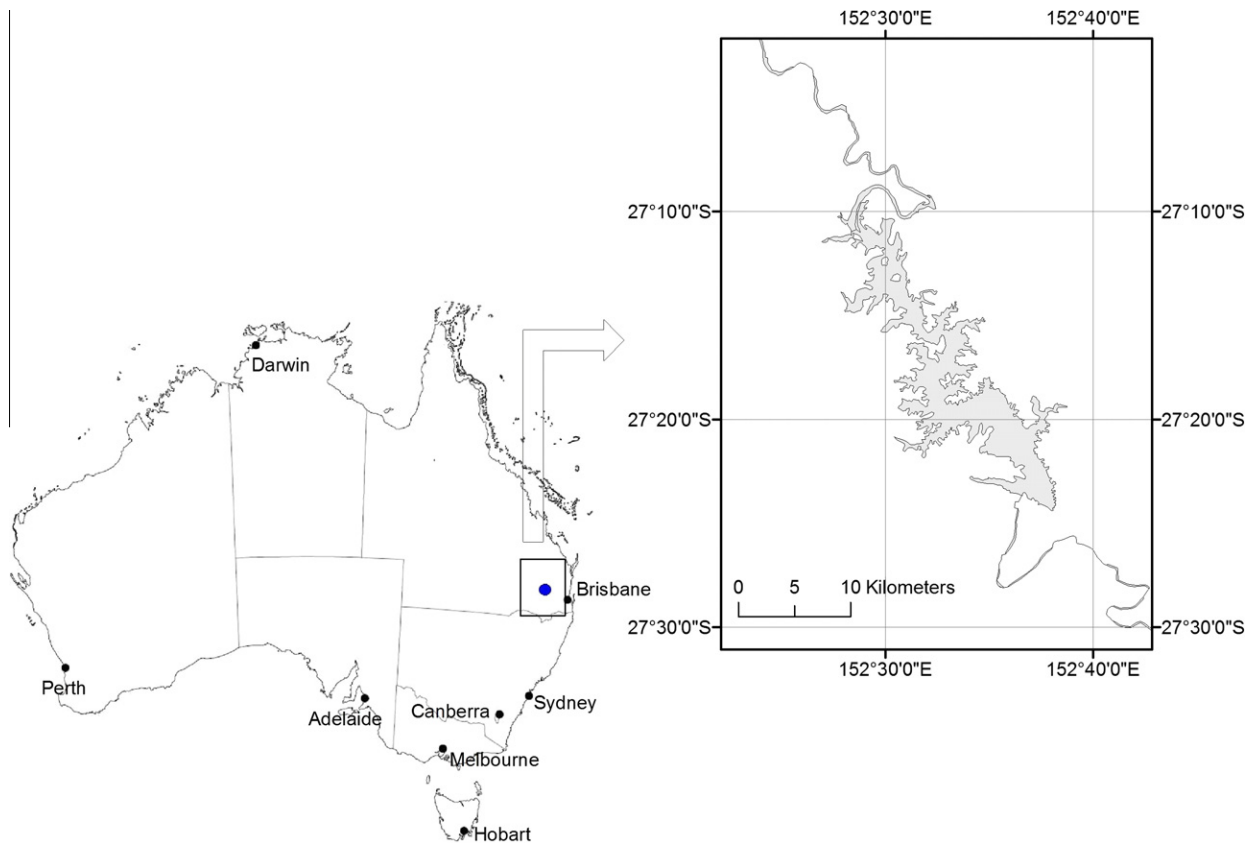 152°30'0"E 152°40'0"E
27°10'0"S 27°10'0"S
Darwin
27°20'0"S 27°20'0"S
Brisbane
0 5 10 Kilometers
27°30'0"S 27°30'0"S
152°30'0"E 152°40'0"E
Perth
Adelaide
Canberra
Sydney
Melbourne
Hobart